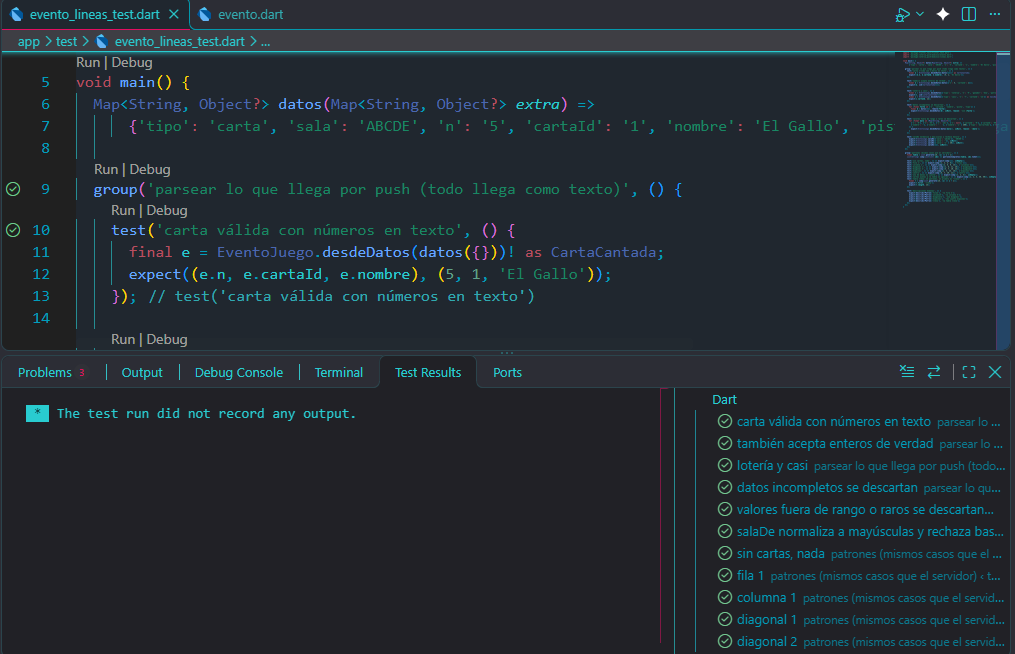 evento_lineas_test.dart
evento.dart
app > test > evento_lineas_test.dart > ...
Run | Debug
5 void main() {
6 Map<String, Object?> datos(Map<String, Object?> extra) =>
7 {'tipo': 'carta', 'sala': 'ABCDE', 'n': '5', 'cartaId': '1', 'nombre': 'El Gallo', 'pis
8
Run | Debug
9 group('parsear lo que llega por push (todo llega como texto)', () {
Run | Debug
10 test('carta válida con números en texto', () {
11 final e = EventoJuego.desdeDatos(datos({}))! as CartaCantada;
12 expect((e.n, e.cartaId, e.nombre), (5, 1, 'El Gallo'));
13 }); // test('carta válida con números en texto')
14
Run | Debug
Problems 3
Output
Debug Console
Terminal
Test Results
Ports
* The test run did not record any output.
Dart
carta válida con números en texto parsear lo ...
también acepta enteros de verdad parsear lo ...
lotería y casi parsear lo que llega por push (todo...
datos incompletos se descartan parsear lo qu...
valores fuera de rango o raros se descartan...
salaDe normaliza a mayúsculas y rechaza bas...
sin cartas, nada patrones (mismos casos que el ...
fila 1 patrones (mismos casos que el servidor) ‹ t...
columna 1 patrones (mismos casos que el servid...
diagonal 1 patrones (mismos casos que el servid...
diagonal 2 patrones (mismos casos que el servid...